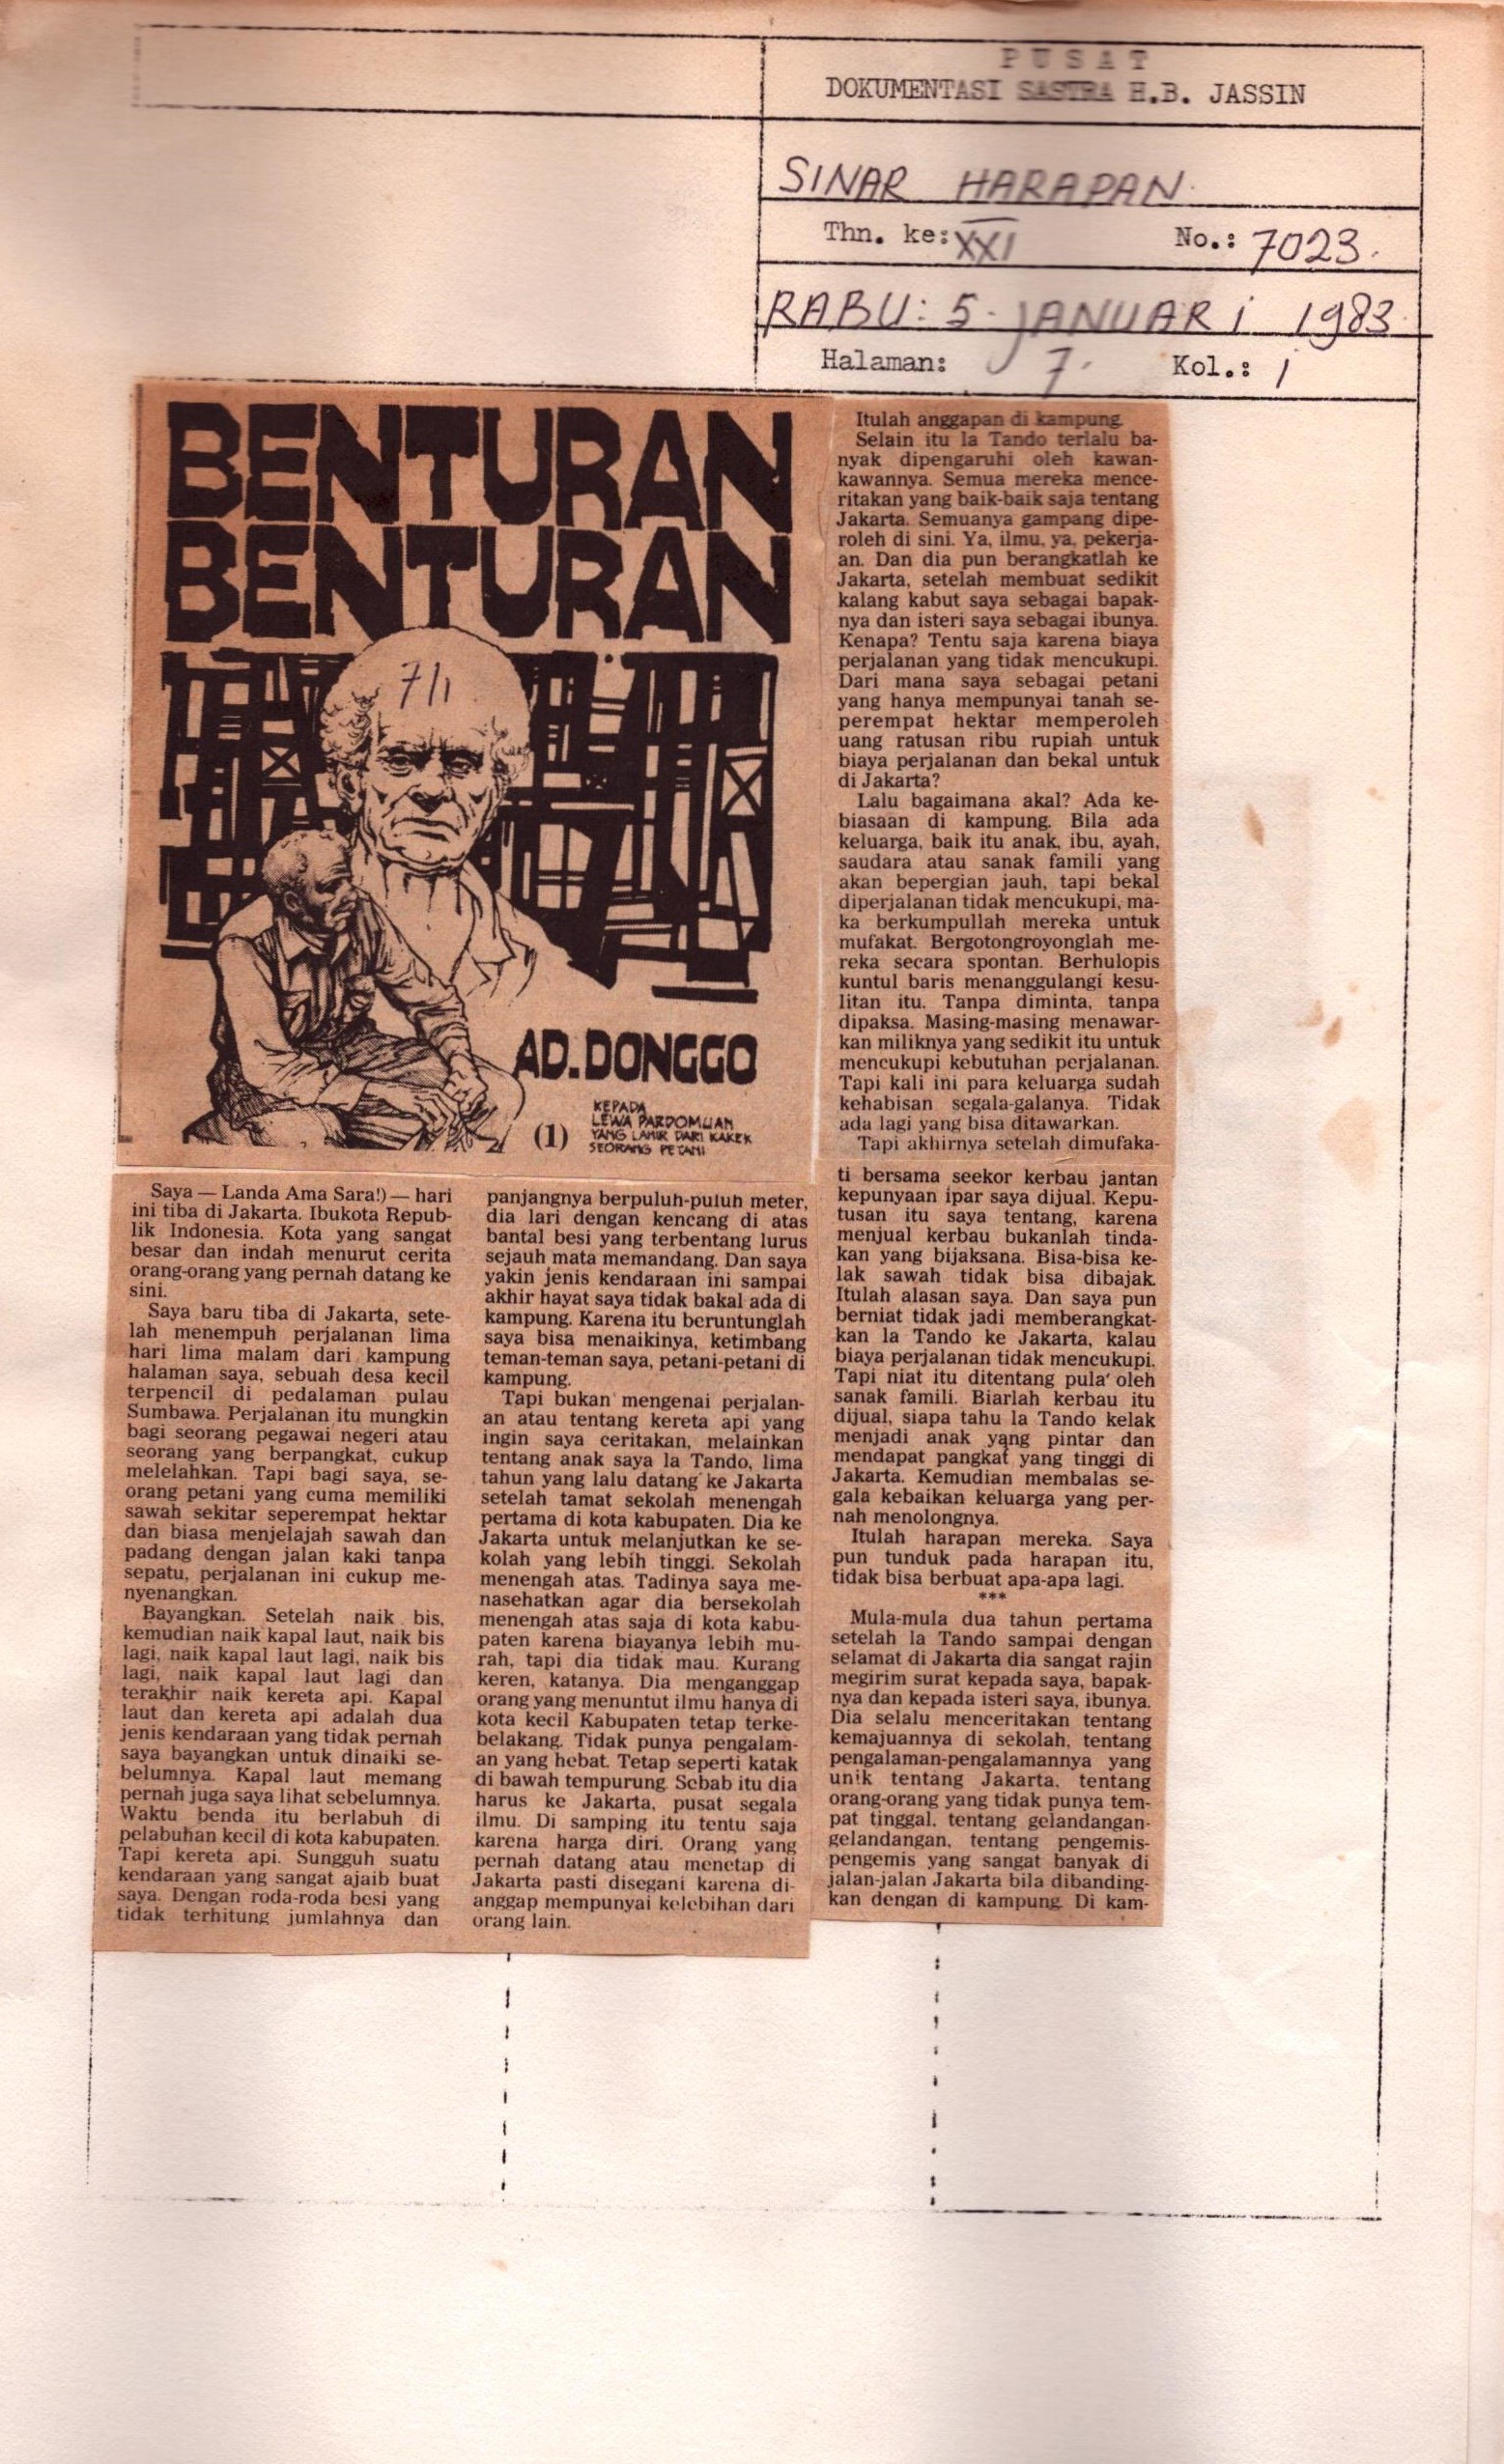 PUSAT
DOKUMENTASI SASTRA H.B. JASSIN
SINAR HARAPAN.
Thn. ke: XXI No.: 7023.
RABU: 5. JANUARI 1983.
Halaman: 7. Kol.: 1
BENTURAN
BENTURAN
7/1
AD. DONGGO
(1)
KEPADA
LEWA PARDOMUAN
YANG LAHIR DARI KAKEK
SEORANG PETANI
Saya — Landa Ama Sara!) — hari
ini tiba di Jakarta. Ibukota Repub-
lik Indonesia. Kota yang sangat
besar dan indah menurut cerita
orang-orang yang pernah datang ke
sini.
Saya baru tiba di Jakarta, sete-
lah menempuh perjalanan lima
hari lima malam dari kampung
halaman saya, sebuah desa kecil
terpencil di pedalaman pulau
Sumbawa. Perjalanan itu mungkin
bagi seorang pegawai negeri atau
seorang yang berpangkat, cukup
melelahkan. Tapi bagi saya, se-
orang petani yang cuma memiliki
sawah sekitar seperempat hektar
dan biasa menjelajah sawah dan
padang dengan jalan kaki tanpa
sepatu, perjalanan ini cukup me-
nyenangkan.
Bayangkan. Setelah naik bis,
kemudian naik kapal laut, naik bis
lagi, naik kapal laut lagi, naik bis
lagi, naik kapal laut lagi dan
terakhir naik kereta api. Kapal
laut dan kereta api adalah dua
jenis kendaraan yang tidak pernah
saya bayangkan untuk dinaiki se-
belumnya. Kapal laut memang
pernah juga saya lihat sebelumnya.
Waktu benda itu berlabuh di
pelabuhan kecil di kota kabupaten.
Tapi kereta api. Sungguh suatu
kendaraan yang sangat ajaib buat
saya. Dengan roda-roda besi yang
tidak terhitung jumlahnya dan
panjangnya berpuluh-puluh meter,
dia lari dengan kencang di atas
bantal besi yang terbentang lurus
sejauh mata memandang. Dan saya
yakin jenis kendaraan ini sampai
akhir hayat saya tidak bakal ada di
kampung. Karena itu beruntunglah
saya bisa menaikinya, ketimbang
teman-teman saya, petani-petani di
kampung.
Tapi bukan mengenai perjalan-
an atau tentang kereta api yang
ingin saya ceritakan, melainkan
tentang anak saya la Tando, lima
tahun yang lalu datang ke Jakarta
setelah tamat sekolah menengah
pertama di kota kabupaten. Dia ke
Jakarta untuk melanjutkan ke se-
kolah yang lebih tinggi. Sekolah
menengah atas. Tadinya saya me-
nasehatkan agar dia bersekolah
menengah atas saja di kota kabu-
paten karena biayanya lebih mu-
rah, tapi dia tidak mau. Kurang
keren, katanya. Dia menganggap
orang yang menuntut ilmu hanya di
kota kecil Kabupaten tetap terke-
belakang. Tidak punya pengalam-
an yang hebat. Tetap seperti katak
di bawah tempurung. Sebab itu dia
harus ke Jakarta, pusat segala
ilmu. Di samping itu tentu saja
karena harga diri. Orang yang
pernah datang atau menetap di
Jakarta pasti disegani karena di-
anggap mempunyai kelebihan dari
orang lain.
Itulah anggapan di kampung.
Selain itu la Tando terlalu ba-
nyak dipengaruhi oleh kawan-
kawannya. Semua mereka mence-
ritakan yang baik-baik saja tentang
Jakarta. Semuanya gampang dipe-
roleh di sini. Ya, ilmu, ya, pekerja-
an. Dan dia pun berangkatlah ke
Jakarta, setelah membuat sedikit
kalang kabut saya sebagai bapak-
nya dan isteri saya sebagai ibunya.
Kenapa? Tentu saja karena biaya
perjalanan yang tidak mencukupi.
Dari mana saya sebagai petani
yang hanya mempunyai tanah se-
perempat hektar memperoleh
uang ratusan ribu rupiah untuk
biaya perjalanan dan bekal untuk
di Jakarta?
Lalu bagaimana akal? Ada ke-
biasaan di kampung. Bila ada
keluarga, baik itu anak, ibu, ayah,
saudara atau sanak famili yang
akan bepergian jauh, tapi bekal
diperjalanan tidak mencukupi, ma-
ka berkumpullah mereka untuk
mufakat. Bergotongroyonglah me-
reka secara spontan. Berhulopis
kuntul baris menanggulangi kesu-
litan itu. Tanpa diminta, tanpa
dipaksa. Masing-masing menawar-
kan miliknya yang sedikit itu untuk
mencukupi kebutuhan perjalanan.
Tapi kali ini para keluarga sudah
kehabisan segala-galanya. Tidak
ada lagi yang bisa ditawarkan.
Tapi akhirnya setelah dimufaka-
ti bersama seekor kerbau jantan
kepunyaan ipar saya dijual. Kepu-
tusan itu saya tentang, karena
menjual kerbau bukanlah tinda-
kan yang bijaksana. Bisa-bisa ke-
lak sawah tidak bisa dibajak.
Itulah alasan saya. Dan saya pun
berniat tidak jadi memberangkat-
kan la Tando ke Jakarta, kalau
biaya perjalanan tidak mencukupi.
Tapi niat itu ditentang pula' oleh
sanak famili. Biarlah kerbau itu
dijual, siapa tahu la Tando kelak
menjadi anak yang pintar dan
mendapat pangkat yang tinggi di
Jakarta. Kemudian membalas se-
gala kebaikan keluarga yang per-
nah menolongnya.
Itulah harapan mereka. Saya
pun tunduk pada harapan itu,
tidak bisa berbuat apa-apa lagi.
***
Mula-mula dua tahun pertama
setelah la Tando sampai dengan
selamat di Jakarta dia sangat rajin
megirim surat kepada saya, bapak-
nya dan kepada isteri saya, ibunya.
Dia selalu menceritakan tentang
kemajuannya di sekolah, tentang
pengalaman-pengalamannya yang
unik tentang Jakarta, tentang
orang-orang yang tidak punya tem-
pat tinggal, tentang gelandangan-
gelandangan, tentang pengemis-
pengemis yang sangat banyak di
jalan-jalan Jakarta bila dibanding-
kan dengan di kampung. Di kam-